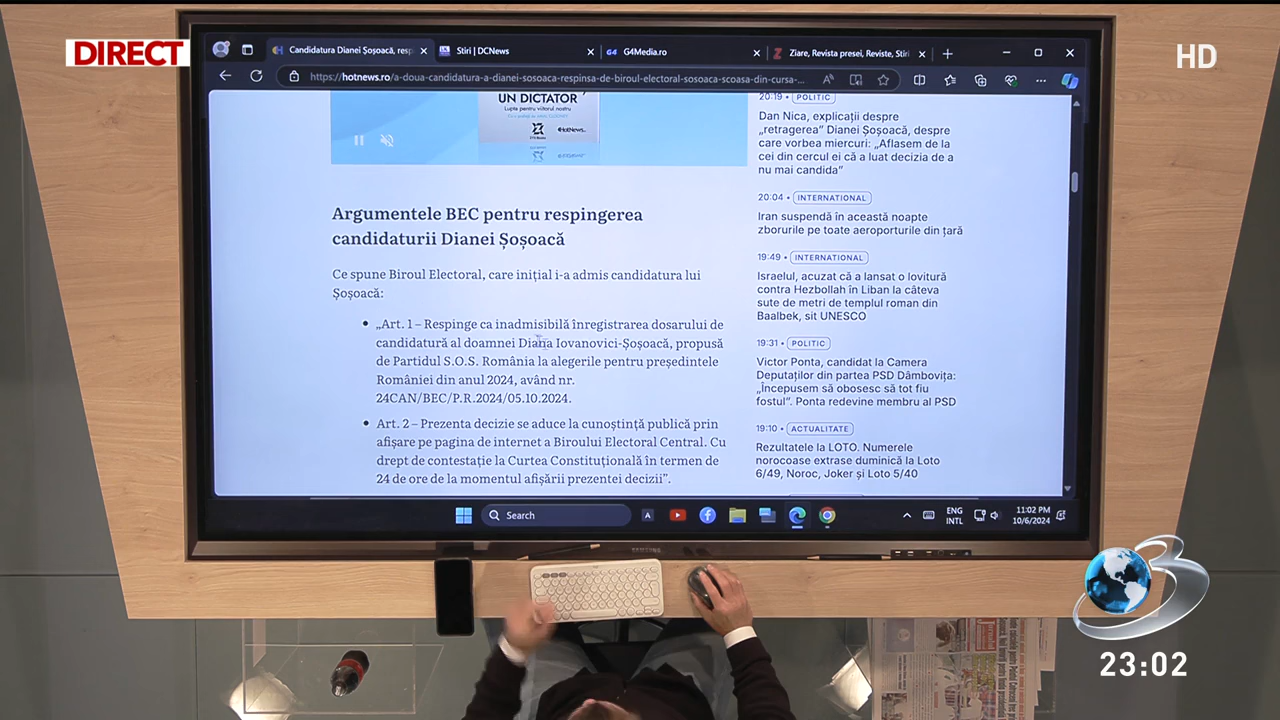 DIRECT
HD
Candidatura Dianei Șoșoacă, resp
Stiri | DCNews
G4
G4Media.ro
Z
Ziare, Revista presei, Reviste, Stiri
https://hotnews.ro/a-doua-candidatura-a-dianei-sosoaca-respinsa-de-biroul-electoral-sosoaca-scoasa-din-cursa-...
UN DICTATOR
Lupte pentru viitorul nostru
HotNews
Argumentele BEC pentru respingerea
candidaturii Dianei Șoșoacă
Ce spune Biroul Electoral, care inițial i-a admis candidatura lui
Șoșoacă:
• „Art. 1 – Respinge ca inadmisibilă înregistrarea dosarului de
candidatură al doamnei Diana Iovanovici-Șoșoacă, propusă
de Partidul S.O.S. România la alegerile pentru președintele
României din anul 2024, având nr.
24CAN/BEC/P.R.2024/05.10.2024.
• Art. 2 – Prezenta decizie se aduce la cunoștință publică prin
afișare pe pagina de internet a Biroului Electoral Central. Cu
drept de contestație la Curtea Constituțională în termen de
24 de ore de la momentul afișării prezentei decizii”.
20:19 • POLITIC
Dan Nica, explicații despre
„retragerea” Dianei Șoșoacă, despre
care vorbea miercuri: „Aflasem de la
cei din cercul ei că a luat decizia de a
nu mai candida”
20:04 • INTERNATIONAL
Iran suspendă în această noapte
zborurile pe toate aeroporturile din țară
19:49 • INTERNATIONAL
Israelul, acuzat că a lansat o lovitură
contra Hezbollah în Liban la câteva
sute de metri de templul roman din
Baalbek, sit UNESCO
19:31 • POLITIC
Victor Ponta, candidat la Camera
Deputaților din partea PSD Dâmbovița:
„Începusem să obosesc să tot fiu
fostul”. Ponta redevine membru al PSD
19:10 • ACTUALITATE
Rezultatele la LOTO. Numerele
norocoase extrase duminică la Loto
6/49, Noroc, Joker și Loto 5/40
Search
ENG
INTL
11:02 PM
10/6/2024
SAMSUNG
3
23:02